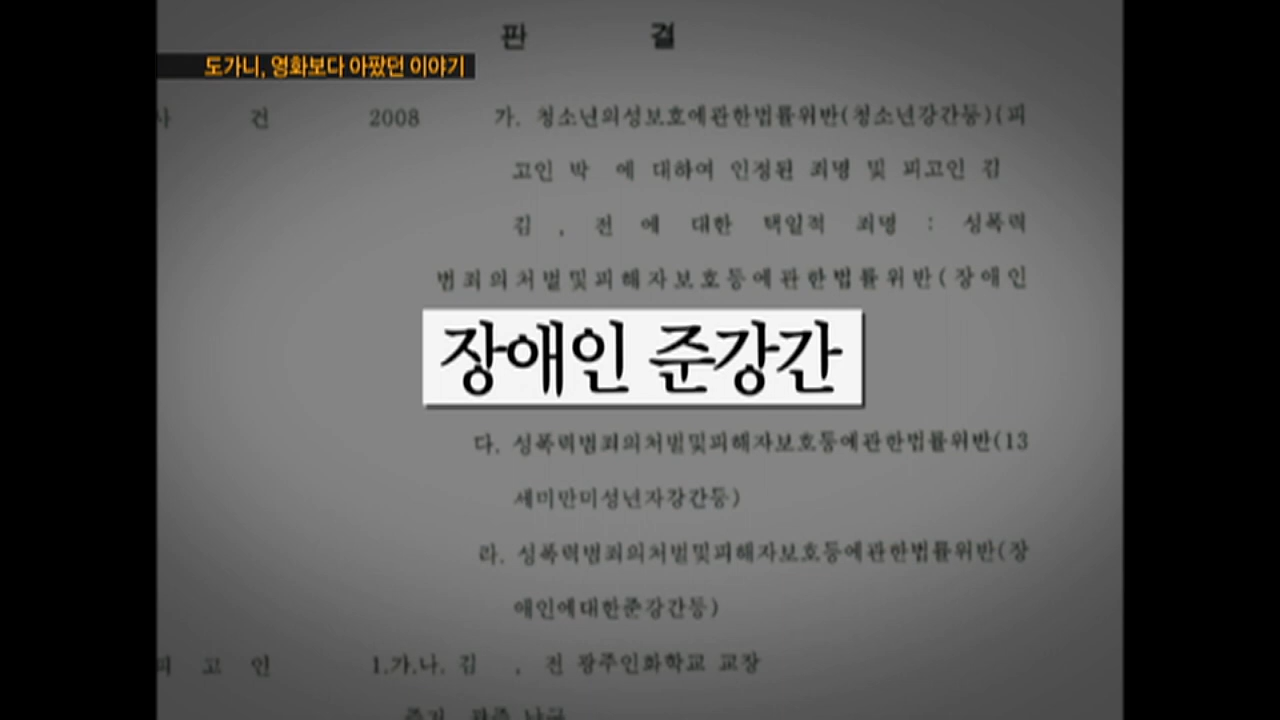 판 결
도가니, 영화보다 아팠던 이야기
사 건 2008 가. 청소년의성보호에관한법률위반(청소년강간등)(피
고인 박 에 대하여 인정된 죄명 및 피고인 김
김 , 전 에 대한 택일적 죄명 : 성폭력
범죄의처벌및피해자보호등에관한법률위반(장애인
장애인 준강간
다. 성폭력범죄의처벌및피해자보호등에관한법률위반(13
세미만미성년자강간등)
라. 성폭력범죄의처벌및피해자보호등에관한법률위반(장
애인에대한준강간등)
피 고 인 1.가.나. 김 , 전 광주인화학교 교장